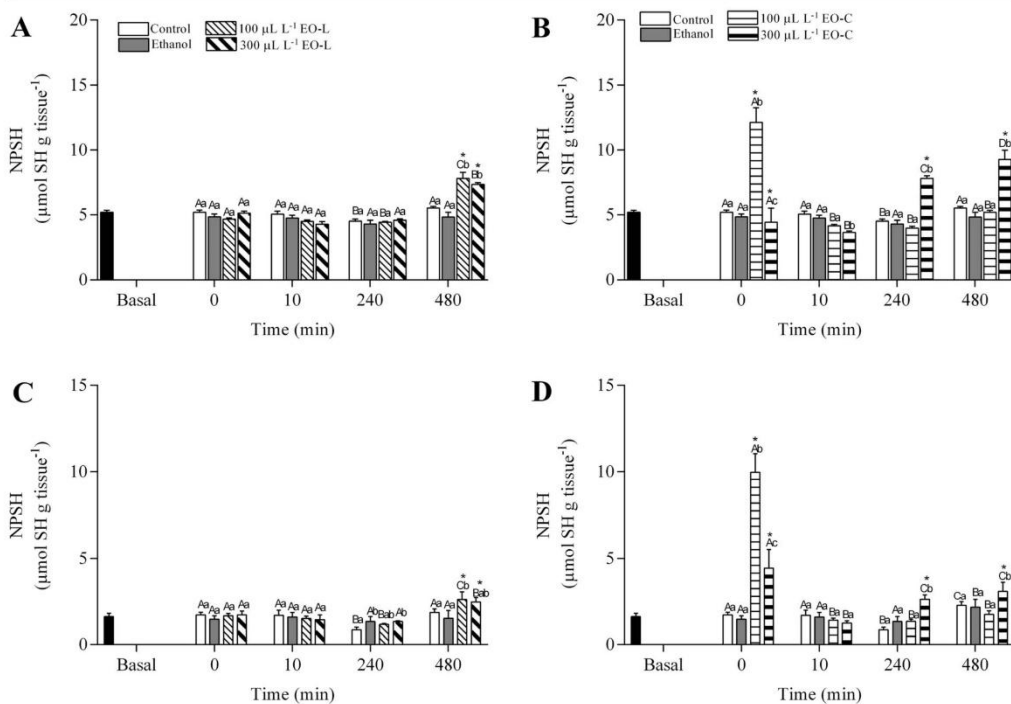 A
Control
Ethanol
100 µL L⁻¹ EO-L
300 µL L⁻¹ EO-L
NPSH
(µmol SH g tissue⁻¹)
20
15
10
5
0
Aa Aa Aa Aa
Aa Aa Aa Aa
Ba Aa Ba Aa
Aa Aa * Cb * Bb
Basal 0 10 240 480
Time (min)
B
Control
Ethanol
100 µL L⁻¹ EO-C
300 µL L⁻¹ EO-C
NPSH
(µmol SH g tissue⁻¹)
20
15
10
5
0
Aa Aa * Ab * Ac
Aa Aa Ba Bb
Ba Aa Ba * Cb
Aa Aa Ba * Db
Basal 0 10 240 480
Time (min)
C
NPSH
(µmol SH g tissue⁻¹)
15
10
5
0
Aa Aa Aa Aa
Aa Aa Aa Aa
Ba Ab Bab Ab
Aa Aa * Cb * Bab
Basal 0 10 240 480
Time (min)
D
NPSH
(µmol SH g tissue⁻¹)
15
10
5
0
Aa Aa * Ab * Ac
Aa Aa Ba Ba
Ba Aa Ba * Cb
Ca Ba Ba * Cb
Basal 0 10 240 480
Time (min)